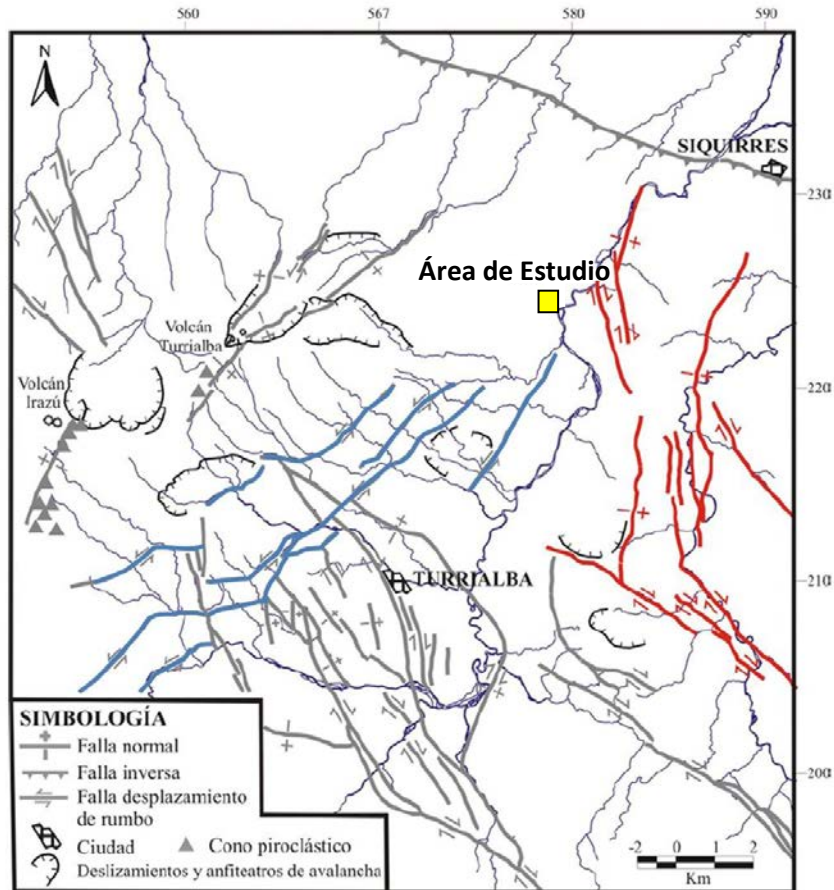 560 567 580 590
N
SIQUIRRES
230
Área de Estudio
Volcán
Turrialba
Volcán
Irazú
220
TURRIALBA
210
SIMBOLOGÍA
Falla normal
Falla inversa
Falla desplazamiento
de rumbo
Ciudad Cono piroclástico
Deslizamientos y anfiteatros de avalancha
200
-2 0 1 2
Km